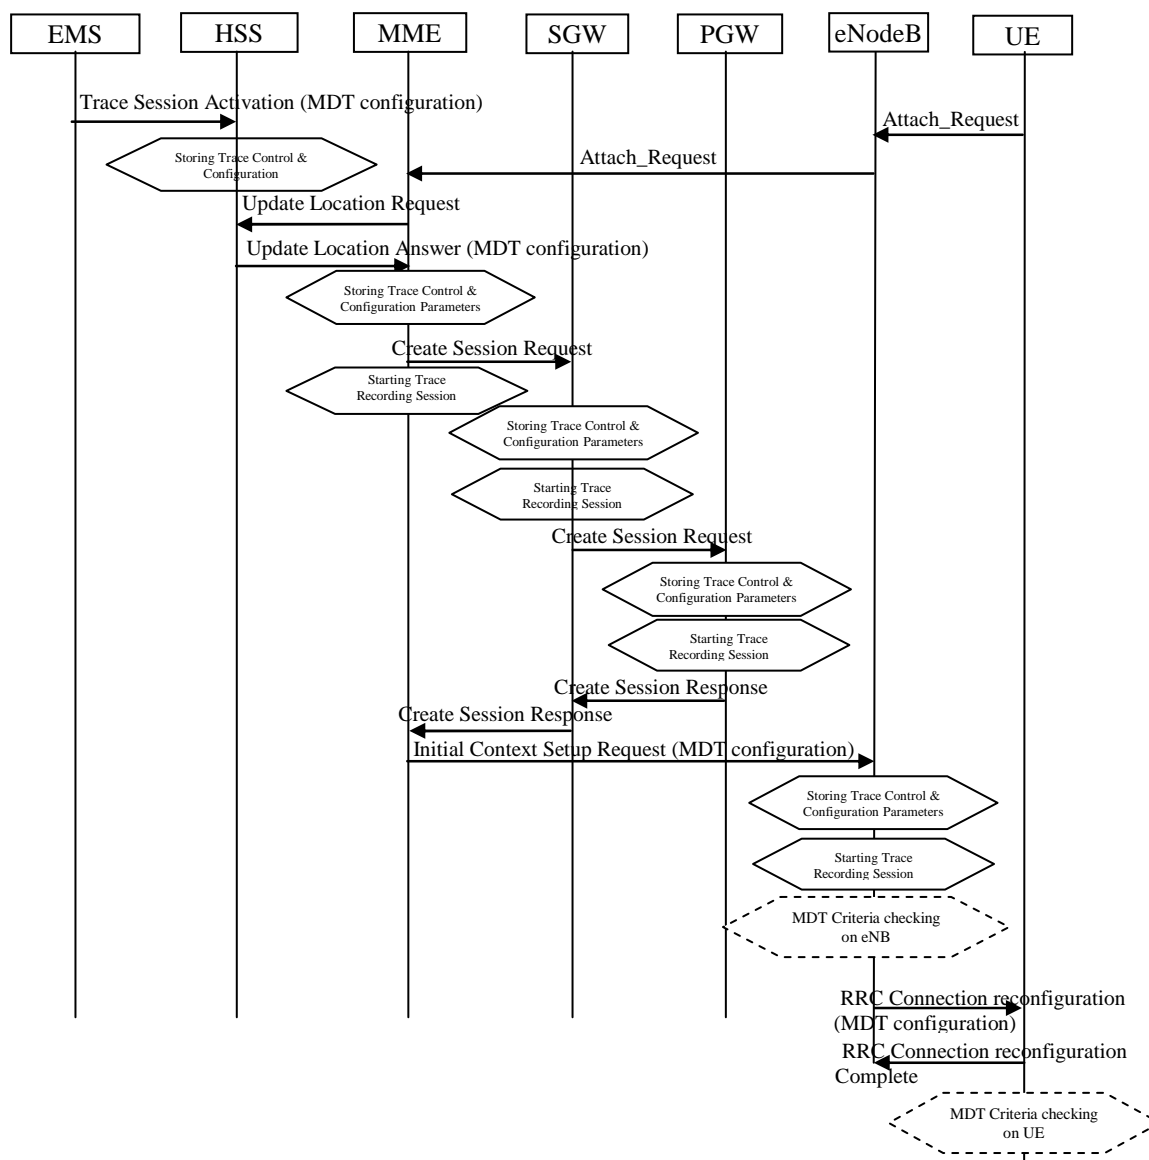 EMS
HSS
MME
SGW
PGW
eNodeB
UE
Trace Session Activation (MDT configuration)
Attach_Request
Storing Trace Control &
Configuration
Attach_Request
Update Location Request
Update Location Answer (MDT configuration)
Storing Trace Control &
Configuration Parameters
Create Session Request
Starting Trace
Recording Session
Storing Trace Control &
Configuration Parameters
Starting Trace
Recording Session
Create Session Request
Storing Trace Control &
Configuration Parameters
Starting Trace
Recording Session
Create Session Response
Create Session Response
Initial Context Setup Request (MDT configuration)
Storing Trace Control &
Configuration Parameters
Starting Trace
Recording Session
MDT Criteria checking
on eNB
RRC Connection reconfiguration
(MDT configuration)
RRC Connection reconfiguration
Complete
MDT Criteria checking
on UE